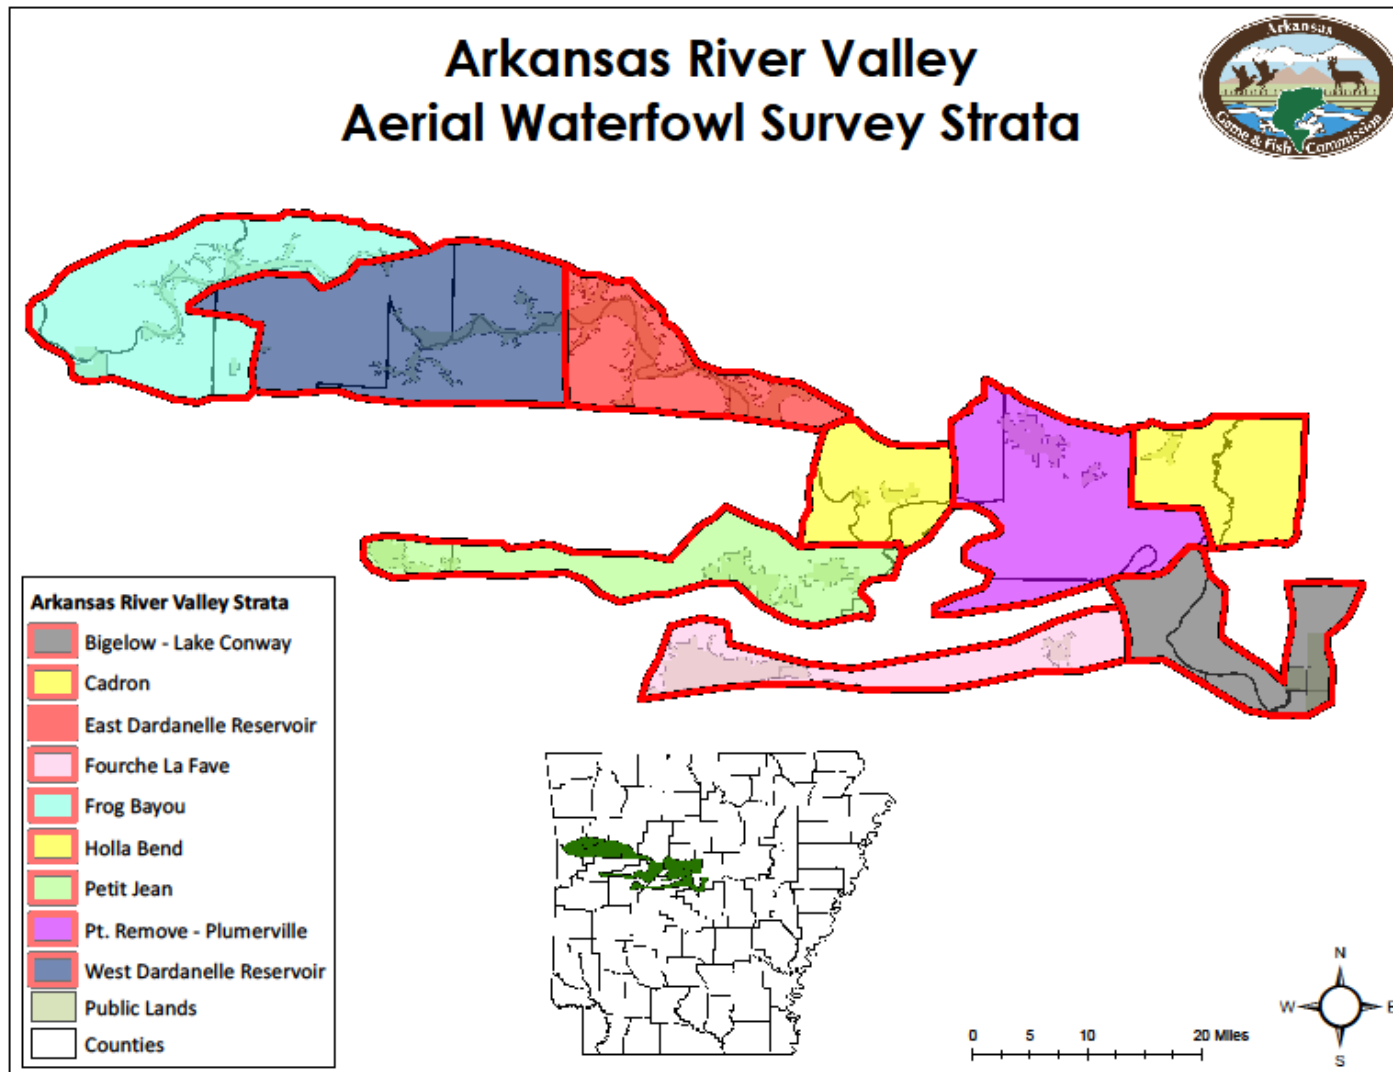 Arkansas River Valley
Aerial Waterfowl Survey Strata
Arkansas
Game & Fish Commission
Arkansas River Valley Strata
Bigelow - Lake Conway
Cadron
East Dardanelle Reservoir
Fourche La Fave
Frog Bayou
Holla Bend
Petit Jean
Pt. Remove - Plumerville
West Dardanelle Reservoir
Public Lands
Counties
0 5 10 20 Miles
N
W E
S